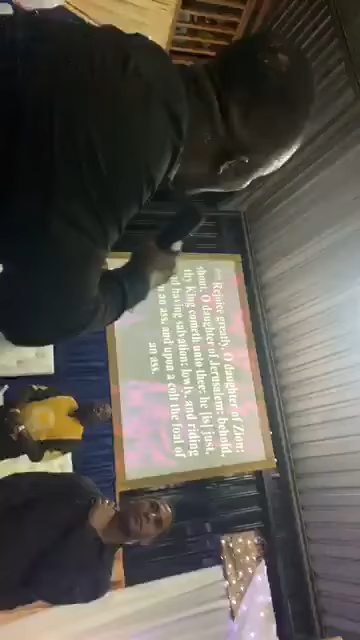 Rejoice greatly, O daughter of Zion;
shout, O daughter of Jerusalem: behold,
thy King cometh unto thee: he [is] just,
having salvation; lowly, and riding
an ass, and upon a colt the foal of
an ass.